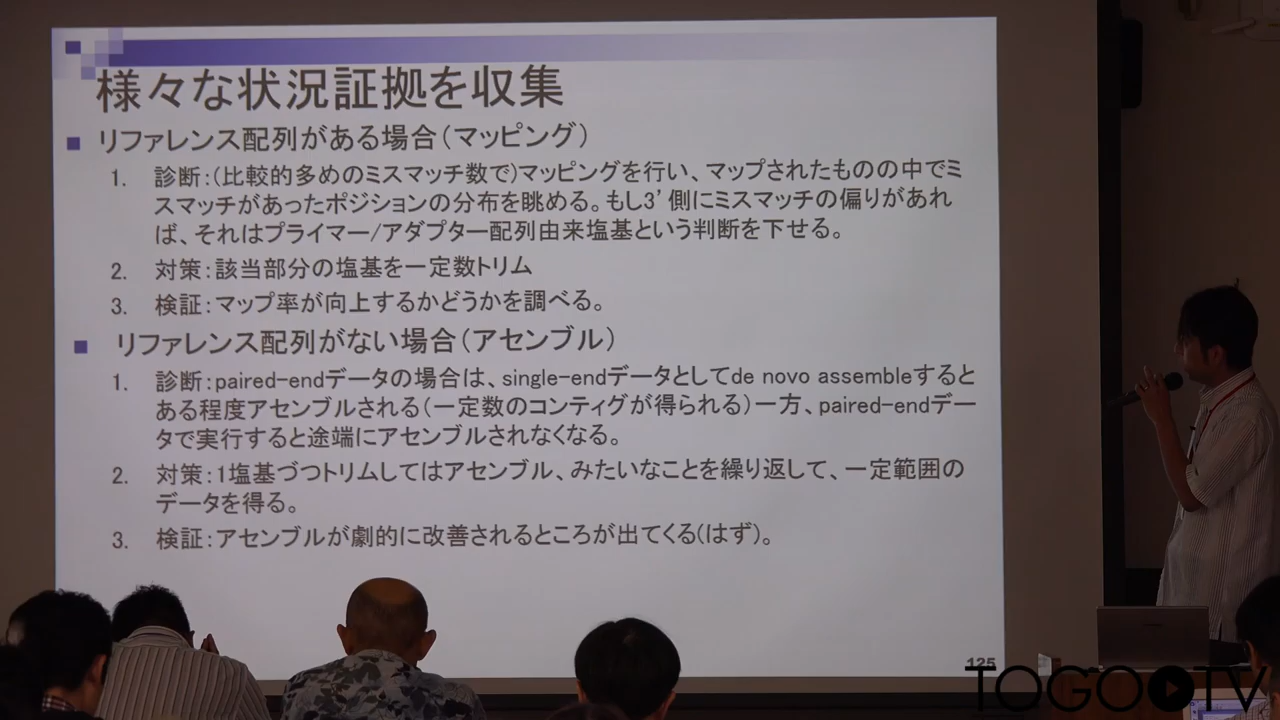 様々な状況証拠を収集
リファレンス配列がある場合(マッピング)
1. 診断:(比較的多めのミスマッチ数で)マッピングを行い、マップされたものの中でミ
スマッチがあったポジションの分布を眺める。もし3’側にミスマッチの偏りがあれ
ば、それはプライマー/アダプター配列由来塩基という判断を下せる。
2. 対策:該当部分の塩基を一定数トリム
3. 検証:マップ率が向上するかどうかを調べる。
リファレンス配列がない場合(アセンブル)
1. 診断:paired-endデータの場合は、single-endデータとしてde novo assembleすると
ある程度アセンブルされる(一定数のコンティグが得られる)一方、paired-endデー
タで実行すると途端にアセンブルされなくなる。
2. 対策:1塩基づつトリムしてはアセンブル、みたいなことを繰り返して、一定範囲の
データを得る。
3. 検証:アセンブルが劇的に改善されるところが出てくる(はず)。
125
TOGOTV